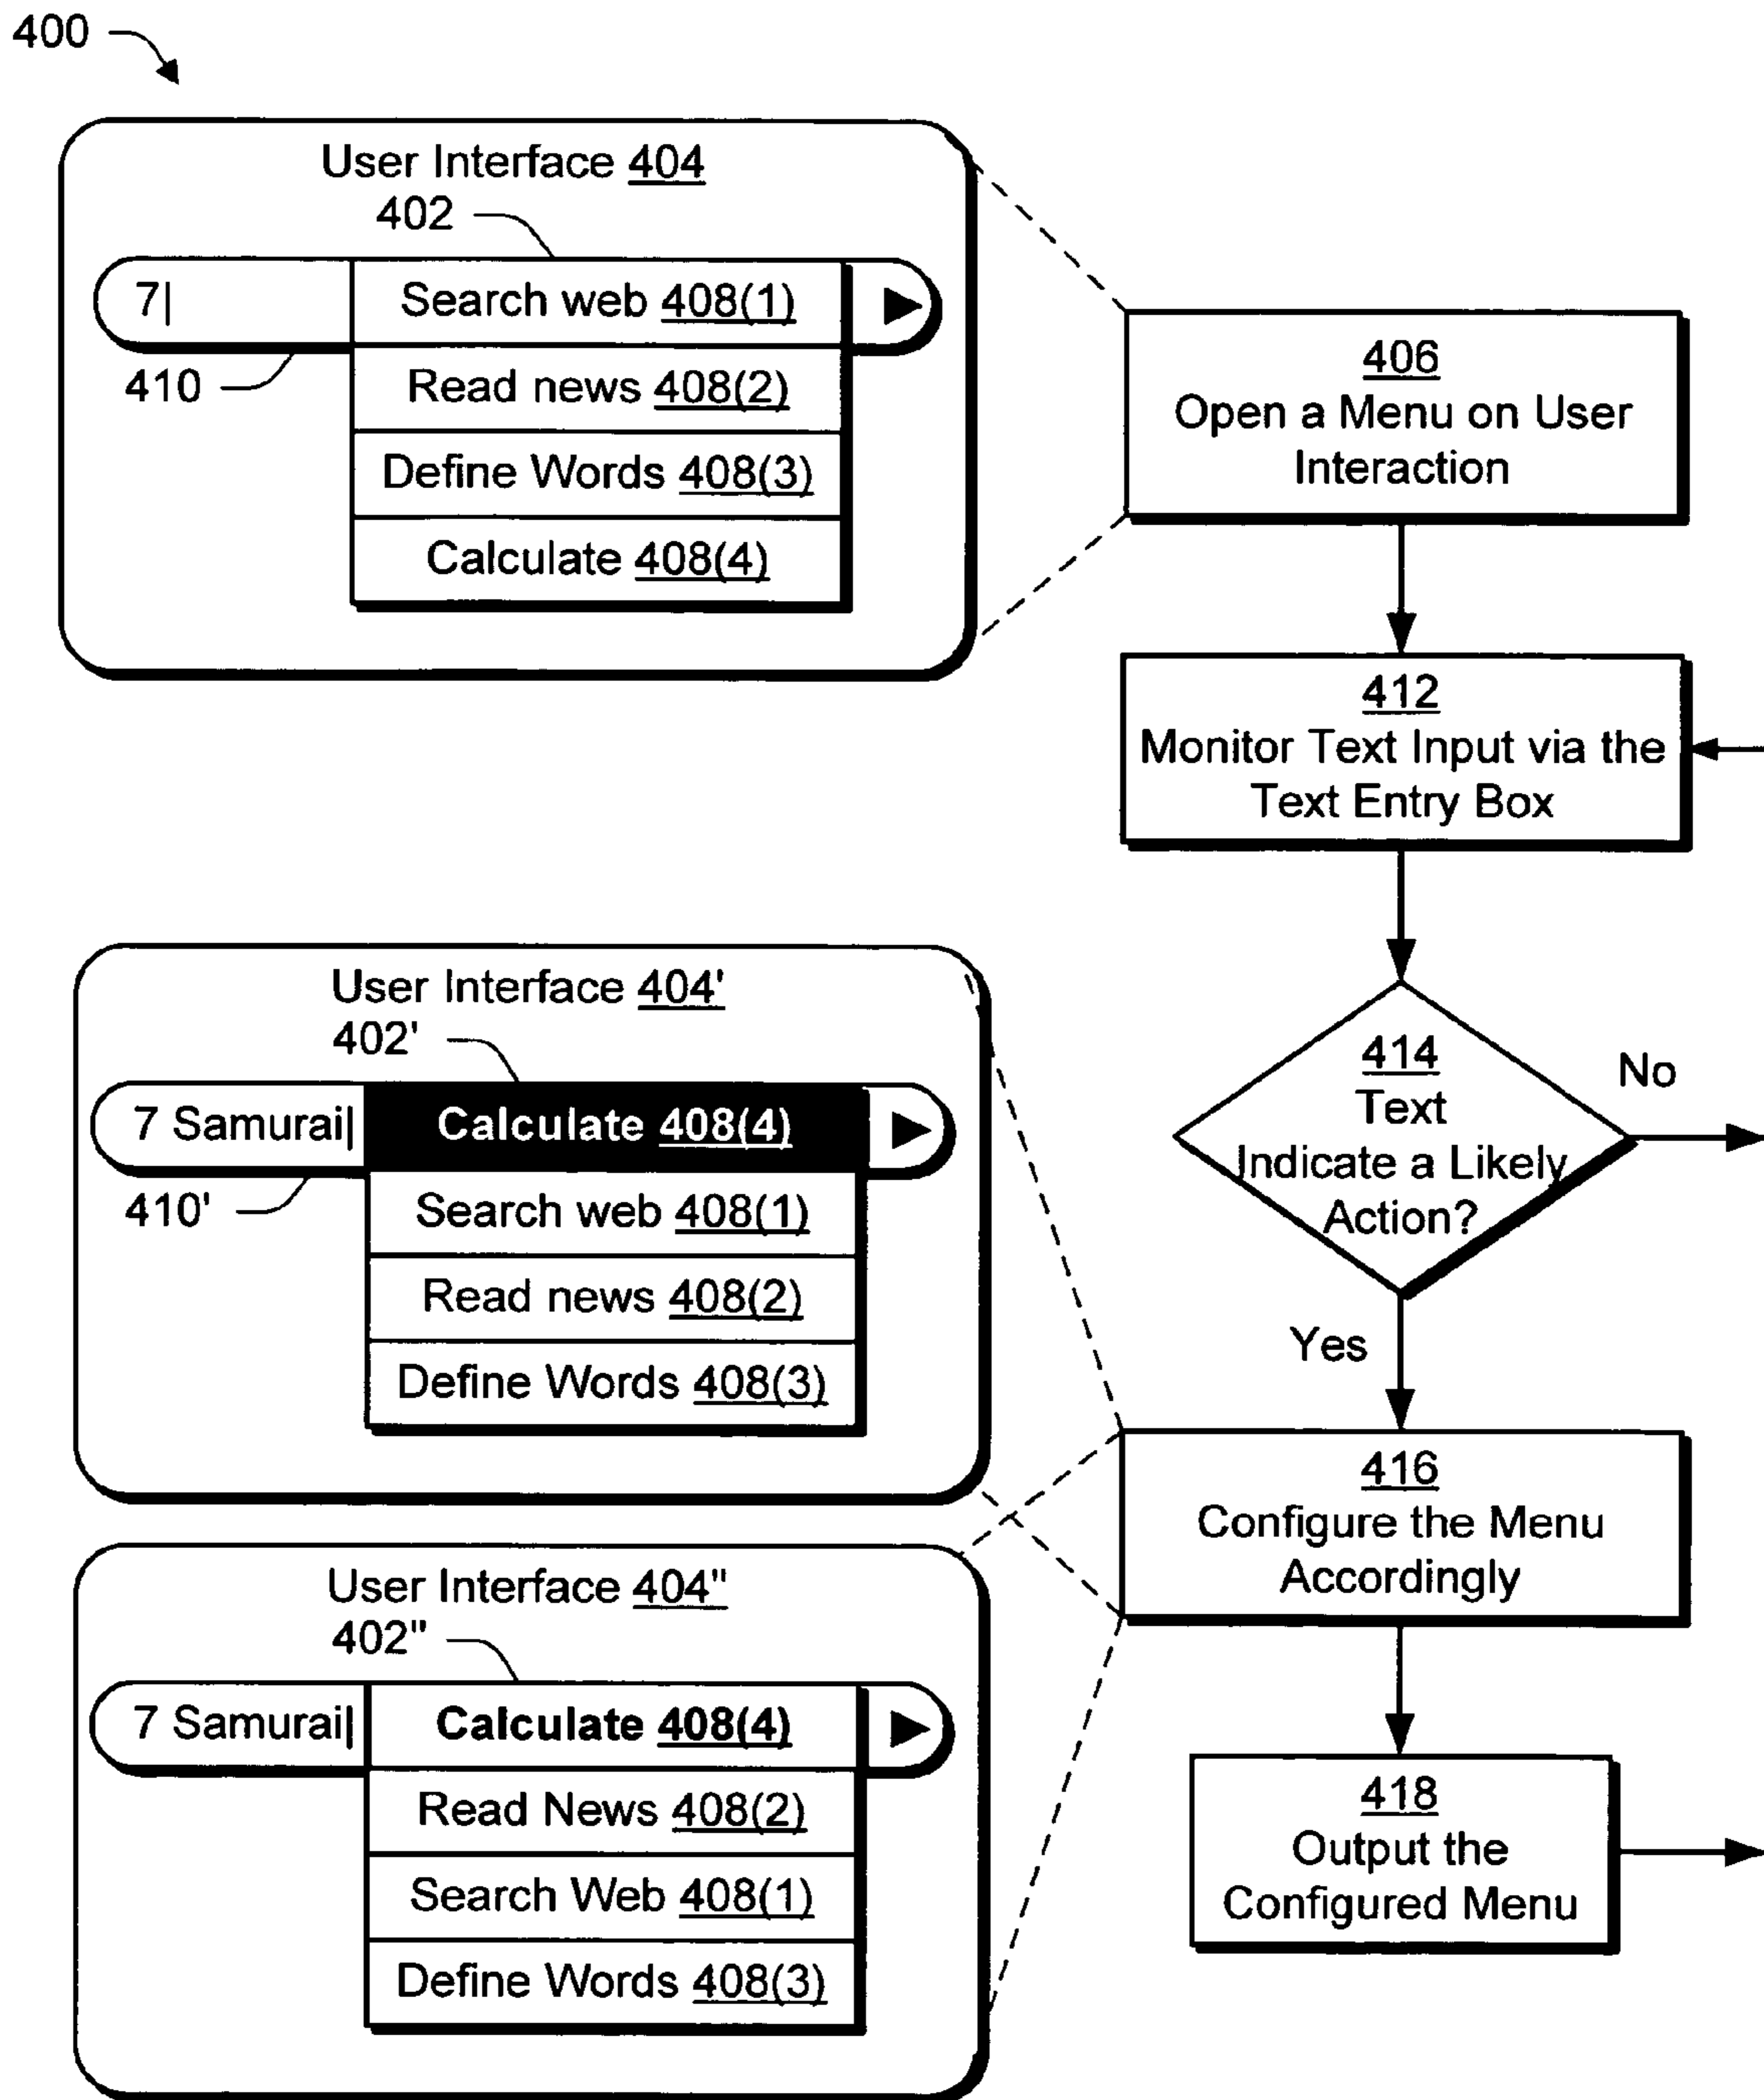 400
User Interface 404
402
7|
Search web 408(1)
410
Read news 408(2)
Define Words 408(3)
Calculate 408(4)
406
Open a Menu on User
Interaction
412
Monitor Text Input via the
Text Entry Box
414
Text
Indicate a Likely
Action?
No
Yes
User Interface 404'
402'
7 Samurai|
Calculate 408(4)
410'
Search web 408(1)
Read news 408(2)
Define Words 408(3)
416
Configure the Menu
Accordingly
User Interface 404"
402"
7 Samurai|
Calculate 408(4)
Read News 408(2)
Search Web 408(1)
Define Words 408(3)
418
Output the
Configured Menu